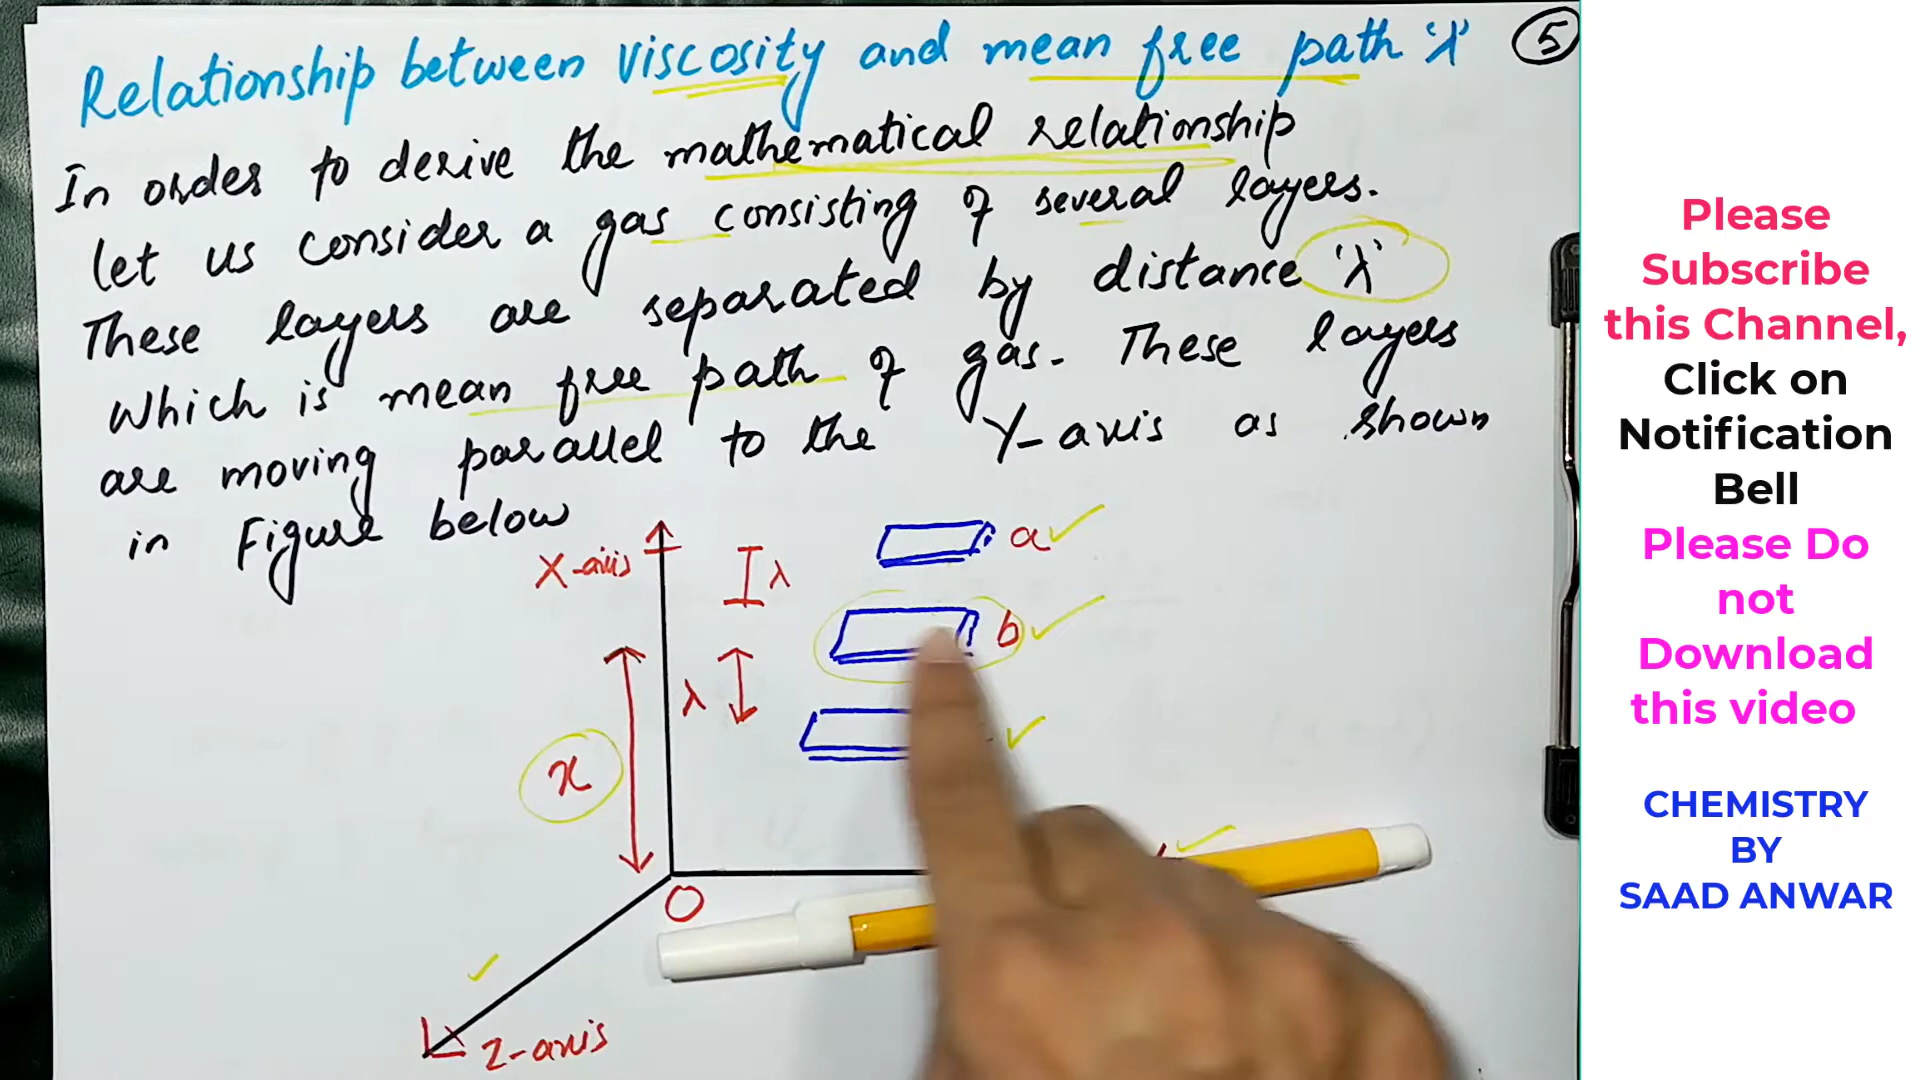 Relationship between viscosity and mean free path 'λ' 5
In order to derive the mathematical relationship
let us consider a gas consisting of several layers.
These layers are separated by distance 'λ'
which is mean free path of gas. These layers
are moving parallel to the Y-axis as shown
in Figure below
X-axis
λ
a
b
λ
x
O
Z-axis
Please
Subscribe
this Channel,
Click on
Notification
Bell
Please Do
not
Download
this video
CHEMISTRY
BY
SAAD ANWAR